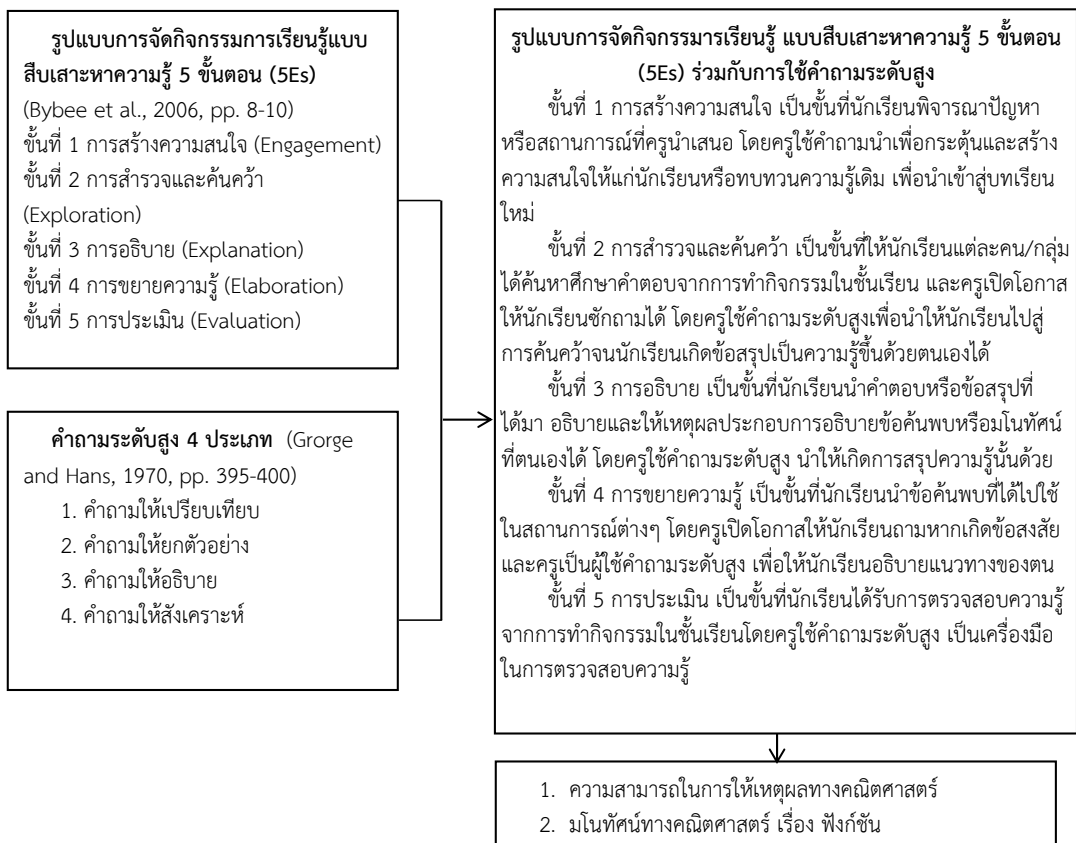 รูปแบบการจัดกิจกรรมการเรียนรู้แบบ
สืบเสาะหาความรู้ 5 ขั้นตอน (5Es)
(Bybee et al., 2006, pp. 8-10)
ขั้นที่ 1 การสร้างความสนใจ (Engagement)
ขั้นที่ 2 การสำรวจและค้นคว้า
(Exploration)
ขั้นที่ 3 การอธิบาย (Explanation)
ขั้นที่ 4 การขยายความรู้ (Elaboration)
ขั้นที่ 5 การประเมิน (Evaluation)
คำถามระดับสูง 4 ประเภท (Grorge
and Hans, 1970, pp. 395-400)
1. คำถามให้เปรียบเทียบ
2. คำถามให้ยกตัวอย่าง
3. คำถามให้อธิบาย
4. คำถามให้สังเคราะห์
รูปแบบการจัดกิจกรรมารเรียนรู้ แบบสืบเสาะหาความรู้ 5 ขั้นตอน
(5Es) ร่วมกับการใช้คำถามระดับสูง
ขั้นที่ 1 การสร้างความสนใจ เป็นขั้นที่นักเรียนพิจารณาปัญหา
หรือสถานการณ์ที่ครูนำเสนอ โดยครูใช้คำถามนำเพื่อกระตุ้นและสร้าง
ความสนใจให้แก่นักเรียนหรือทบทวนความรู้เดิม เพื่อนำเข้าสู่บทเรียน
ใหม่
ขั้นที่ 2 การสำรวจและค้นคว้า เป็นขั้นที่ให้นักเรียนแต่ละคน/กลุ่ม
ได้ค้นหาศึกษาคำตอบจากการทำกิจกรรมในชั้นเรียน และครูเปิดโอกาส
ให้นักเรียนซักถามได้ โดยครูใช้คำถามระดับสูงเพื่อนำให้นักเรียนไปสู่
การค้นคว้าจนนักเรียนเกิดข้อสรุปเป็นความรู้ขึ้นด้วยตนเองได้
ขั้นที่ 3 การอธิบาย เป็นขั้นที่นักเรียนนำคำตอบหรือข้อสรุปที่
ได้มา อธิบายและให้เหตุผลประกอบการอธิบายข้อค้นพบหรือมโนทัศน์
ที่ตนเองได้ โดยครูใช้คำถามระดับสูง นำให้เกิดการสรุปความรู้นั้นด้วย
ขั้นที่ 4 การขยายความรู้ เป็นขั้นที่นักเรียนนำข้อค้นพบที่ได้ไปใช้
ในสถานการณ์ต่างๆ โดยครูเปิดโอกาสให้นักเรียนถามหากเกิดข้อสงสัย
และครูเป็นผู้ใช้คำถามระดับสูง เพื่อให้นักเรียนอธิบายแนวทางของตน
ขั้นที่ 5 การประเมิน เป็นขั้นที่นักเรียนได้รับการตรวจสอบความรู้
จากการทำกิจกรรมในชั้นเรียนโดยครูใช้คำถามระดับสูง เป็นเครื่องมือ
ในการตรวจสอบความรู้
1. ความสามารถในการให้เหตุผลทางคณิตศาสตร์
2. มโนทัศน์ทางคณิตศาสตร์ เรื่อง ฟังก์ชัน